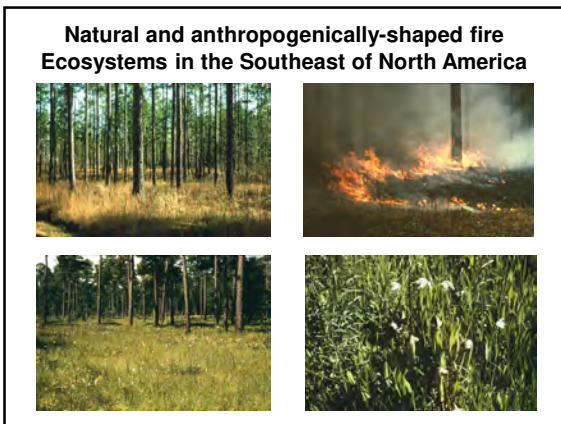 Natural and anthropogenically-shaped fire
Ecosystems in the Southeast of North America